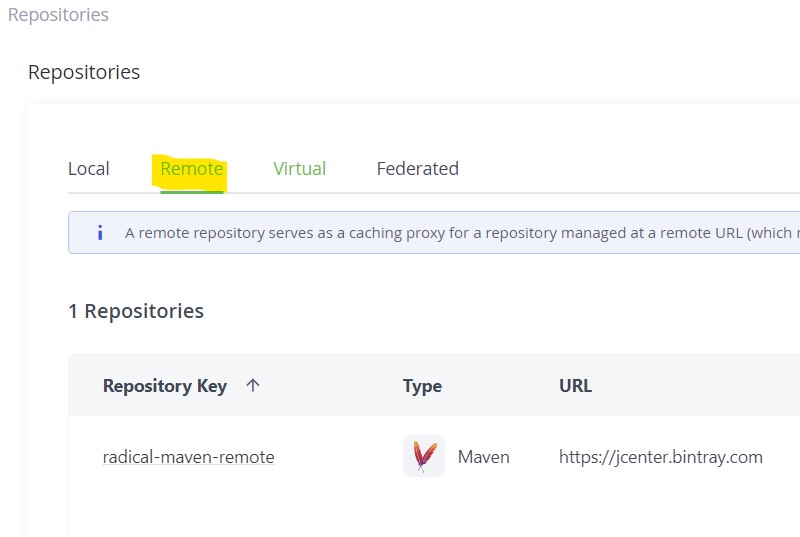 Repositories
Repositories
Local Remote Virtual Federated
i A remote repository serves as a caching proxy for a repository managed at a remote URL (which
1 Repositories
Repository Key ↑ Type URL
radical-maven-remote Maven https://jcenter.bintray.com